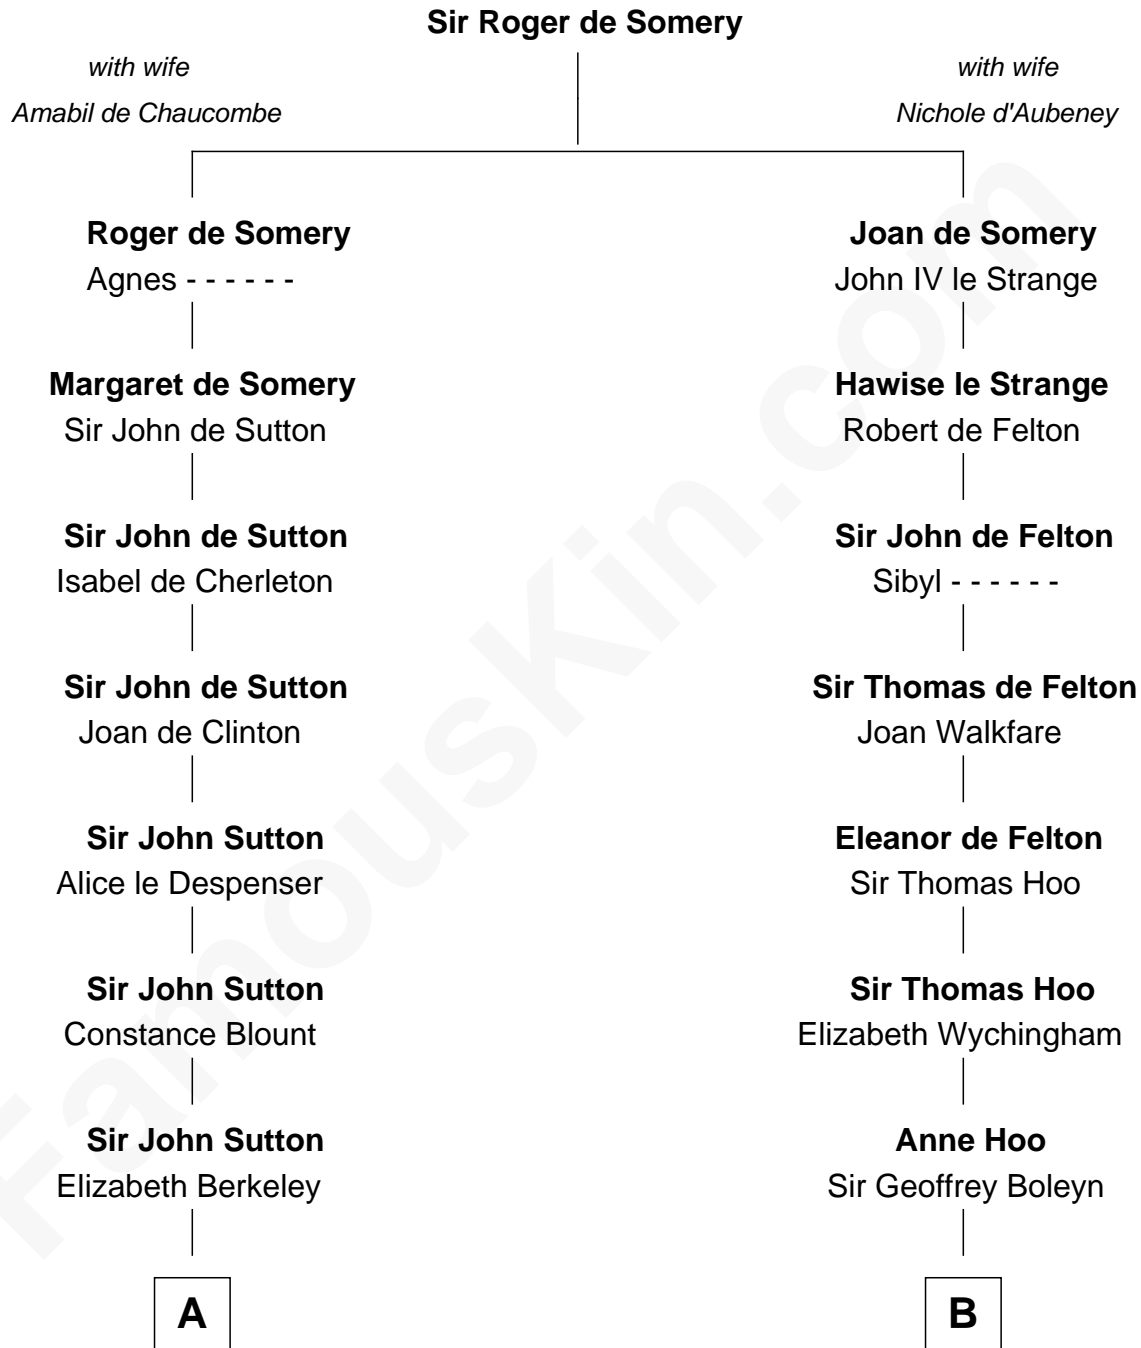 Sir Roger de Somery
with wife
Amabil de Chaucombe
with wife
Nichole d'Aubeney
Roger de Somery
Agnes - - - - - -
Joan de Somery
John IV le Strange
Margaret de Somery
Sir John de Sutton
Hawise le Strange
Robert de Felton
Sir John de Sutton
Isabel de Cherleton
Sir John de Felton
Sibyl - - - - - -
Sir John de Sutton
Joan de Clinton
Sir Thomas de Felton
Joan Walkfare
Sir John Sutton
Alice le Despenser
Eleanor de Felton
Sir Thomas Hoo
Sir John Sutton
Constance Blount
Sir Thomas Hoo
Elizabeth Wychingham
Sir John Sutton
Elizabeth Berkeley
Anne Hoo
Sir Geoffrey Boleyn
A
B
FamousKin.com